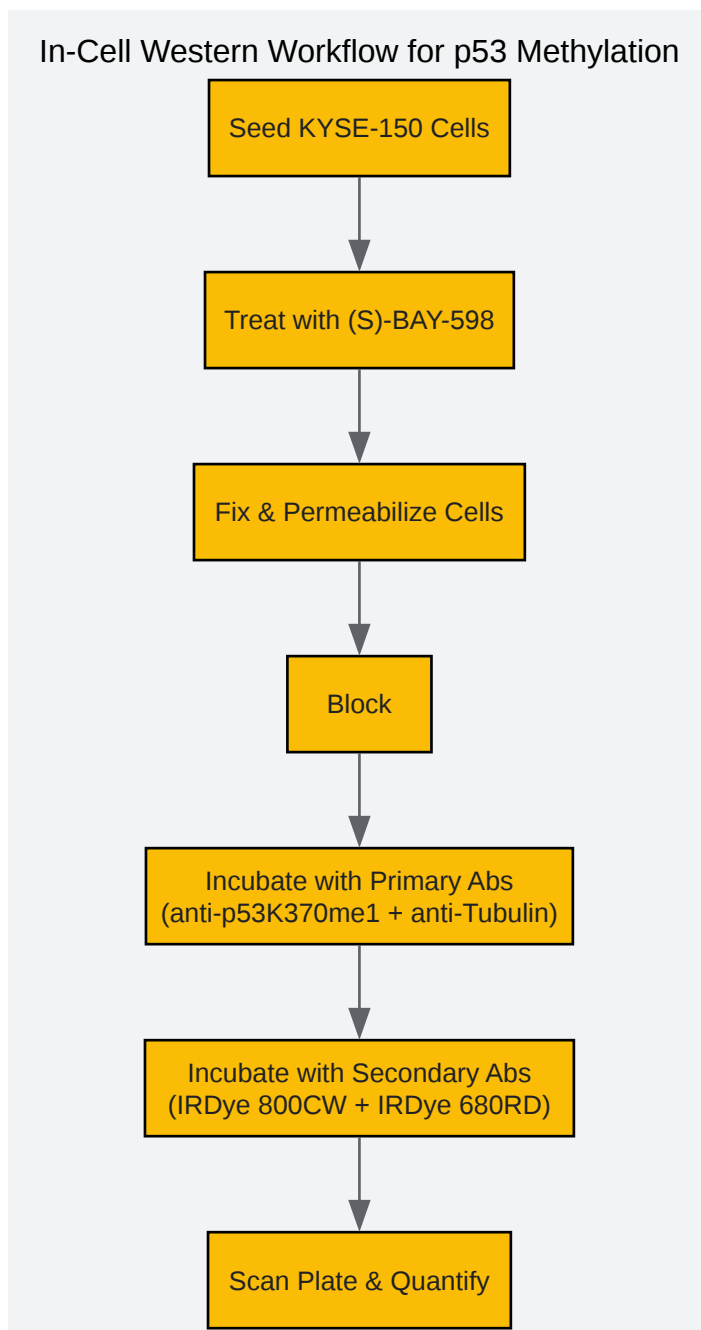 In-Cell Western Workflow for p53 Methylation
Seed KYSE-150 Cells
Treat with (S)-BAY-598
Fix & Permeabilize Cells
Block
Incubate with Primary Abs
(anti-p53K370me1 + anti-Tubulin)
Incubate with Secondary Abs
(IRDye 800CW + IRDye 680RD)
Scan Plate & Quantify